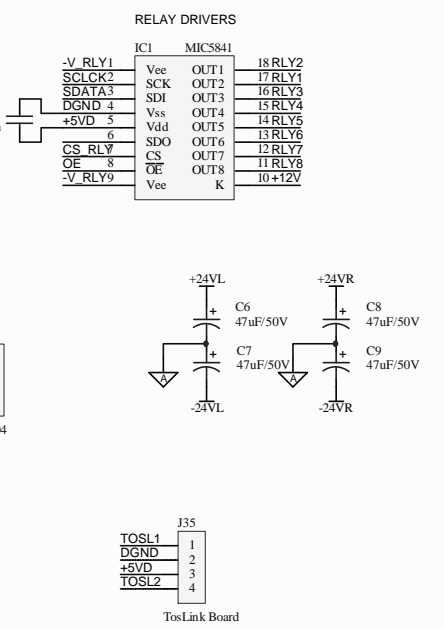 RELAY DRIVERS
IC1 MIC5841
-V_RLY 1 Vee OUT1 18 RLY2
SCLCK 2 SCK OUT2 17 RLY1
SDATA 3 SDI OUT3 16 RLY3
DGND 4 Vss OUT4 15 RLY4
+5VD 5 Vdd OUT5 14 RLY5
6 SDO OUT6 13 RLY6
CS_RLY 7 CS OUT7 12 RLY7
OE 8 OE OUT8 11 RLY8
-V_RLY 9 Vee K 10 +12V
+24VL +24VR
+ C6 + C8
47uF/50V 47uF/50V
+ C7 + C9
47uF/50V 47uF/50V
A A
-24VL -24VR
J35
TOSL1 1
DGND 2
+5VD 3
TOSL2 4
TosLink Board